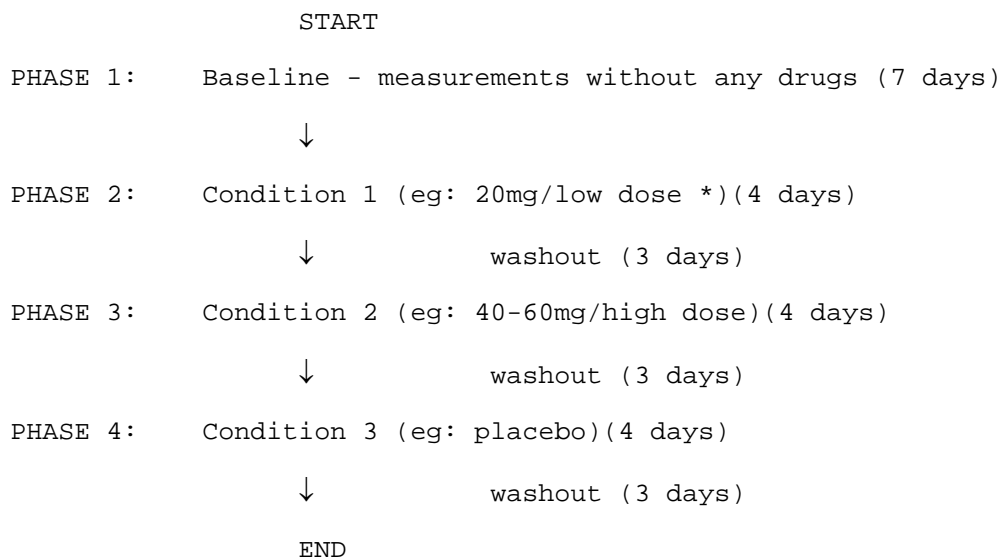 START
PHASE 1: Baseline - measurements without any drugs (7 days)
↓
PHASE 2: Condition 1 (eg: 20mg/low dose *)(4 days)
↓ washout (3 days)
PHASE 3: Condition 2 (eg: 40-60mg/high dose)(4 days)
↓ washout (3 days)
PHASE 4: Condition 3 (eg: placebo)(4 days)
↓ washout (3 days)
END